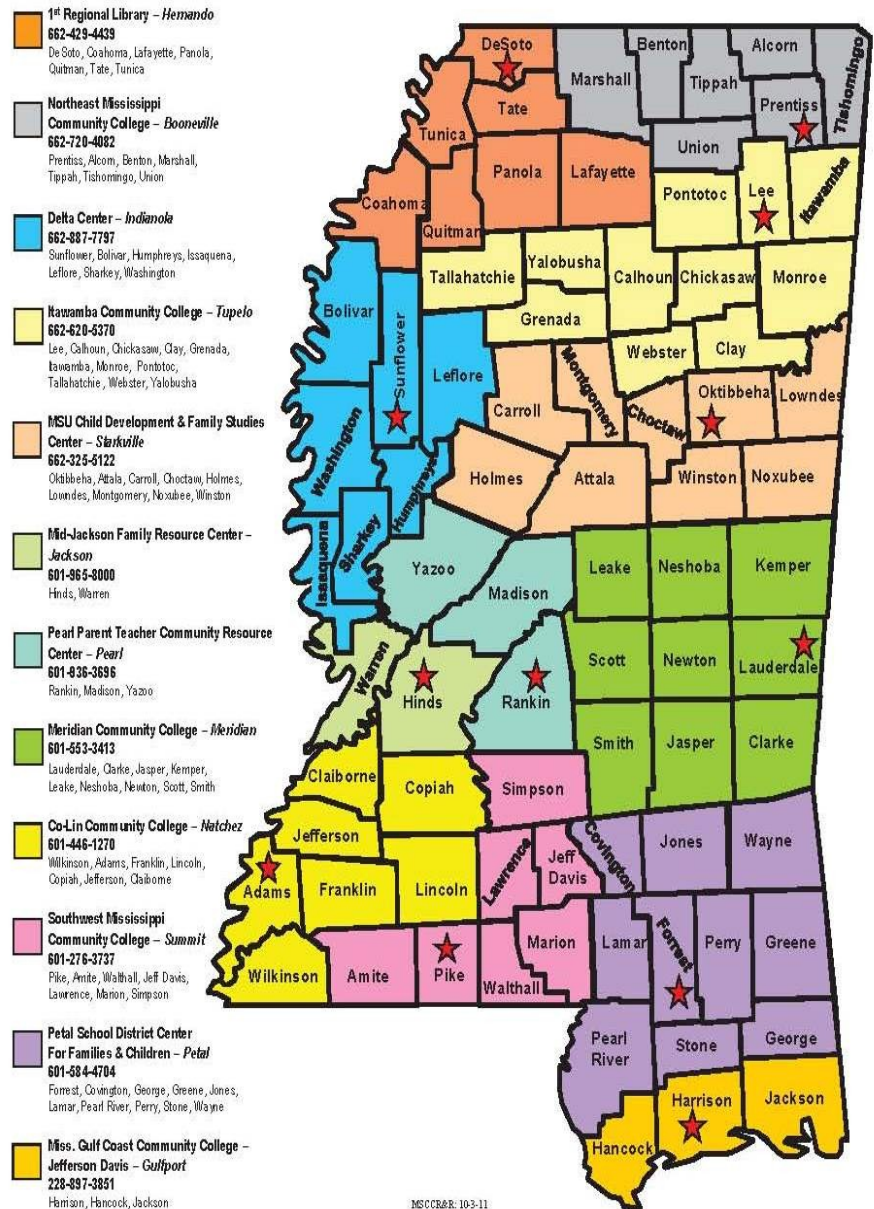 1st Regional Library – Hernando
662-429-4439
DeSoto, Coahoma, Lafayette, Panola,
Quitman, Tate, Tunica
Northeast Mississippi
Community College – Booneville
662-720-4082
Prentiss, Alcorn, Benton, Marshall,
Tippah, Tishomingo, Union
Delta Center – Indianola
662-887-7797
Sunflower, Bolivar, Humphreys, Issaquena,
Leflore, Sharkey, Washington
Itawamba Community College – Tupelo
662-620-5370
Lee, Calhoun, Chickasaw, Clay, Grenada,
Itawamba, Monroe, Pontotoc,
Tallahatchie, Webster, Yalobusha
MSU Child Development & Family Studies
Center – Starkville
662-325-5122
Oktibbeha, Attala, Carroll, Choctaw, Holmes,
Lowndes, Montgomery, Noxubee, Winston
Mid-Jackson Family Resource Center –
Jackson
601-965-8000
Hinds, Warren
Pearl Parent Teacher Community Resource
Center – Pearl
601-936-3696
Rankin, Madison, Yazoo
Meridian Community College – Meridian
601-553-3413
Lauderdale, Clarke, Jasper, Kemper,
Leake, Neshoba, Newton, Scott, Smith
Co-Lin Community College – Natchez
601-446-1270
Wilkinson, Adams, Franklin, Lincoln,
Copiah, Jefferson, Claiborne
Southwest Mississippi
Community College – Summit
601-276-3737
Pike, Amite, Walthall, Jeff Davis,
Lawrence, Marion, Simpson
Petal School District Center
For Families & Children – Petal
601-584-4704
Forrest, Covington, George, Greene, Jones,
Lamar, Pearl River, Perry, Stone, Wayne
Miss. Gulf Coast Community College –
Jefferson Davis – Gulfport
228-897-3851
Harrison, Hancock, Jackson
DeSoto
Marshall
Benton
Tippah
Alcorn
Tishomingo
Prentiss
Tate
Tunica
Union
Panola
Lafayette
Pontotoc
Lee
Itawamba
Coahoma
Quitman
Tallahatchie
Yalobusha
Calhoun
Chickasaw
Monroe
Bolivar
Sunflower
Grenada
Leflore
Webster
Clay
Carroll
Montgomery
Choctaw
Oktibbeha
Lowndes
Washington
Humphreys
Holmes
Attala
Winston
Noxubee
Issaquena
Sharkey
Yazoo
Madison
Leake
Neshoba
Kemper
Warren
Hinds
Rankin
Scott
Newton
Lauderdale
Smith
Jasper
Clarke
Claiborne
Copiah
Simpson
Jefferson
Lawrence
Jeff
Davis
Covington
Jones
Wayne
Adams
Franklin
Lincoln
Wilkinson
Amite
Pike
Walthall
Marion
Lamar
Forrest
Perry
Greene
Pearl
River
Stone
George
Hancock
Harrison
Jackson
MSCCR&R: 10-3-11